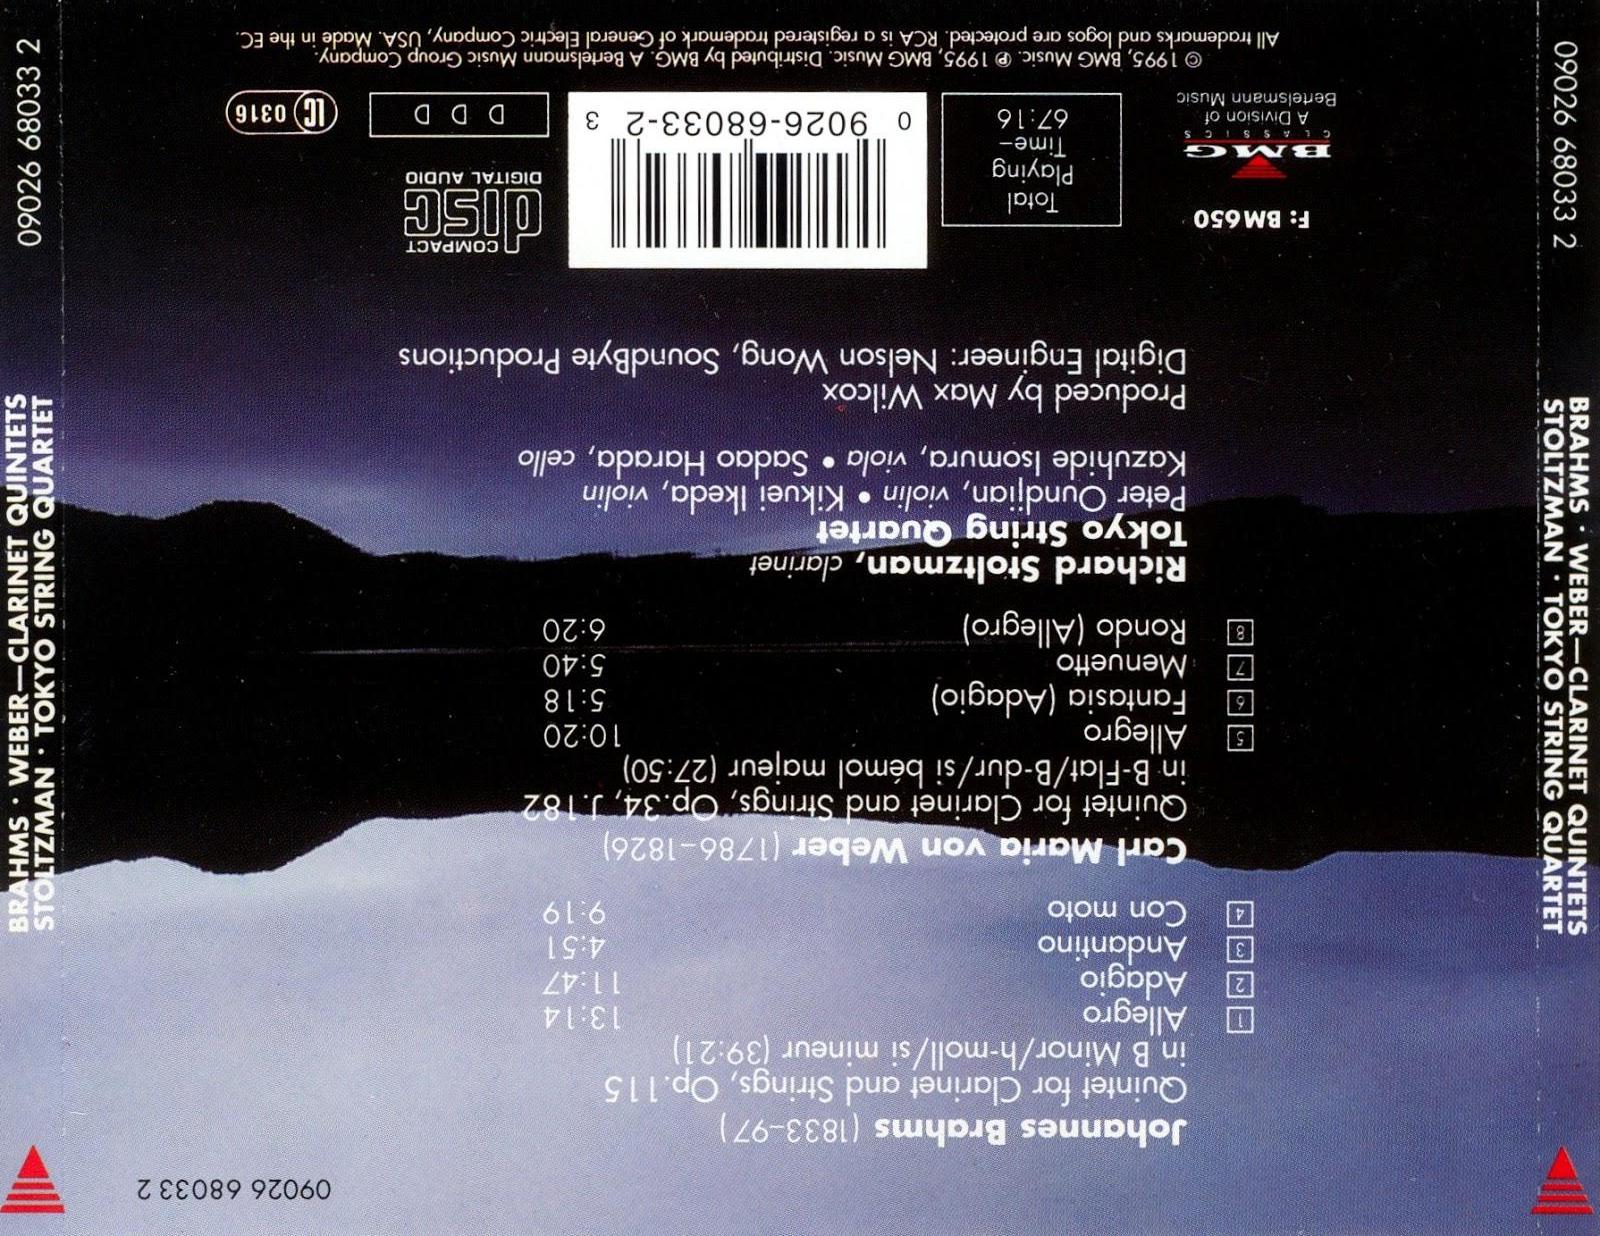 09026 68033 2
Johannes Brahms (1833–97)
Quintet for Clarinet and Strings, Op.115
in B Minor/h-moll/si mineur (39:21)
1 Allegro 13:14
2 Adagio 11:47
3 Andantino 4:51
4 Con moto 9:19
Carl Maria von Weber (1786–1826)
Quintet for Clarinet and Strings, Op.34, J.182
in B-Flat/B-dur/si bémol majeur (27:50)
5 Allegro 10:20
6 Fantasia (Adagio) 5:18
7 Menuetto 5:40
8 Rondo (Allegro) 6:20
Richard Stoltzman, clarinet
Tokyo String Quartet
Peter Oundjian, violin • Kikuei Ikeda, violin
Kazuhide Isomura, viola • Sadao Harada, cello
Produced by Max Wilcox
Digital Engineer: Nelson Wong, SoundByte Productions
F: BM650
BMG
CLASSICS
A Division of
Bertelsmann Music
Total
Playing
Time–
67:16
0 9026-68033-2 3
COMPACT
disc
DIGITAL AUDIO
D D D
LC 0316
© 1995, BMG Music. ℗ 1995, BMG Music. Distributed by BMG. A Bertelsmann Music Group Company.
All trademarks and logos are protected. RCA is a registered trademark of General Electric Company, USA. Made in the EC.
BRAHMS · WEBER—CLARINET QUINTETS
STOLTZMAN · TOKYO STRING QUARTET
09026 68033 2
BRAHMS · WEBER—CLARINET QUINTETS
STOLTZMAN · TOKYO STRING QUARTET
09026 68033 2